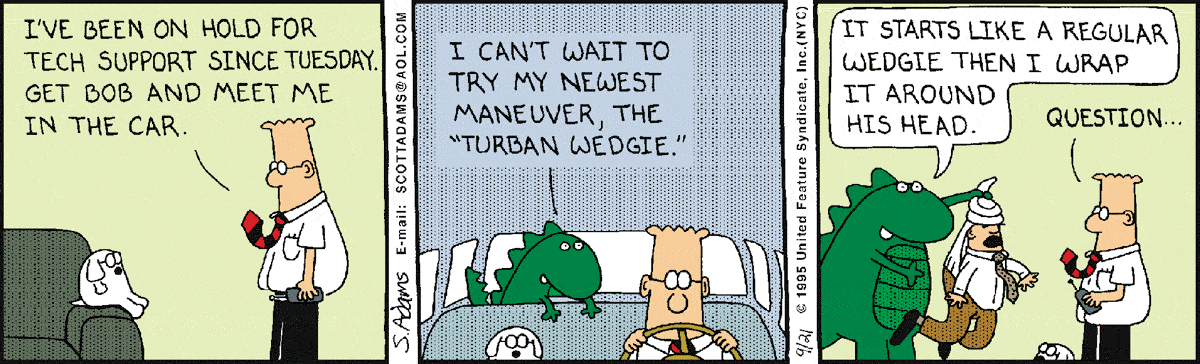 I'VE BEEN ON HOLD FOR
TECH SUPPORT SINCE TUESDAY.
GET BOB AND MEET ME
IN THE CAR.
S. Adams E-mail: SCOTTADAMS@AOL.COM
I CAN'T WAIT TO
TRY MY NEWEST
MANEUVER, THE
"TURBAN WEDGIE."
© 1995 United Feature Syndicate, Inc.(NYC)
IT STARTS LIKE A REGULAR
WEDGIE THEN I WRAP
IT AROUND
HIS HEAD.
QUESTION...